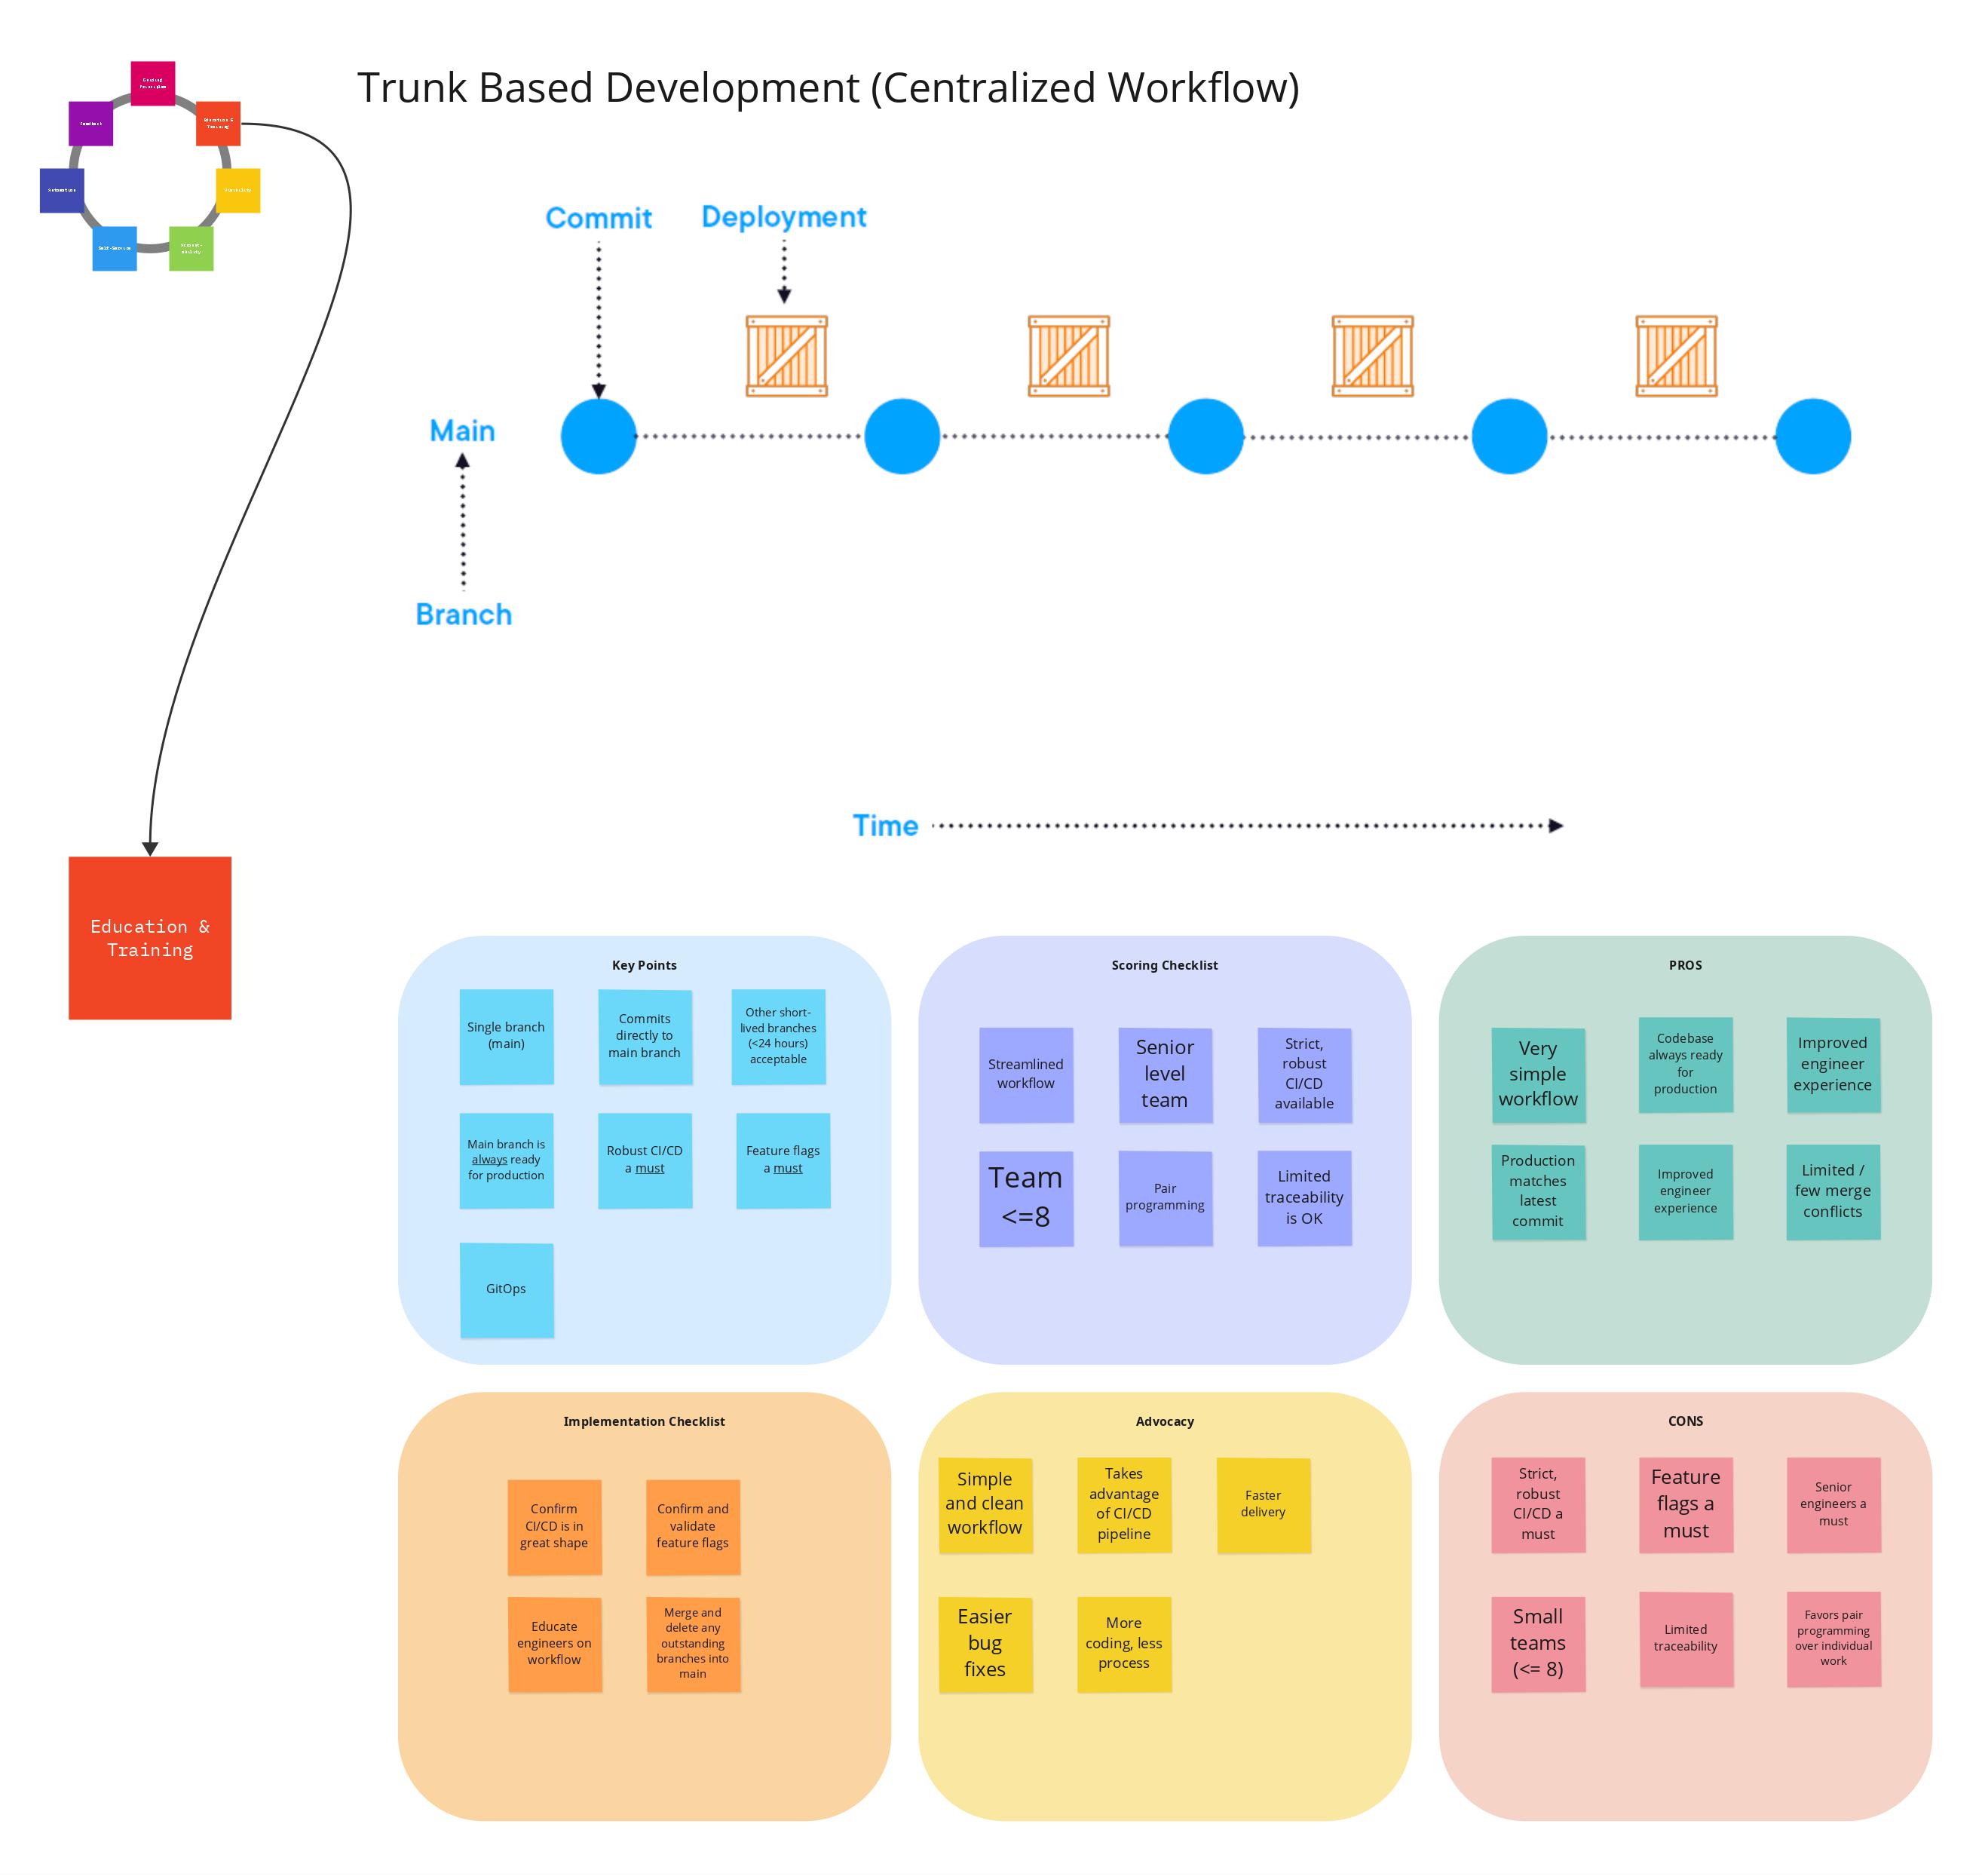 Trunk Based Development (Centralized Workflow)
Education &
Training
Feedback
Automation
Self-Service
Commit
Deployment
Main
Branch
Time
Education &
Training
Key Points
Single branch
(main)
Commits
directly to
main branch
Other short-
lived branches
(<24 hours)
acceptable
Main branch is
always ready
for production
Robust CI/CD
a must
Feature flags
a must
GitOps
Scoring Checklist
Streamlined
workflow
Senior
level
team
Strict,
robust
CI/CD
available
Team
<=8
Pair
programming
Limited
traceability
is OK
PROS
Very
simple
workflow
Codebase
always ready
for
production
Improved
engineer
experience
Production
matches
latest
commit
Improved
engineer
experience
Limited /
few merge
conflicts
Implementation Checklist
Confirm
CI/CD is in
great shape
Confirm and
validate
feature flags
Educate
engineers on
workflow
Merge and
delete any
outstanding
branches into
main
Advocacy
Simple
and clean
workflow
Takes
advantage
of CI/CD
pipeline
Faster
delivery
Easier
bug
fixes
More
coding, less
process
CONS
Strict,
robust
CI/CD a
must
Feature
flags a
must
Senior
engineers a
must
Small
teams
(<= 8)
Limited
traceability
Favors pair
programming
over individual
work